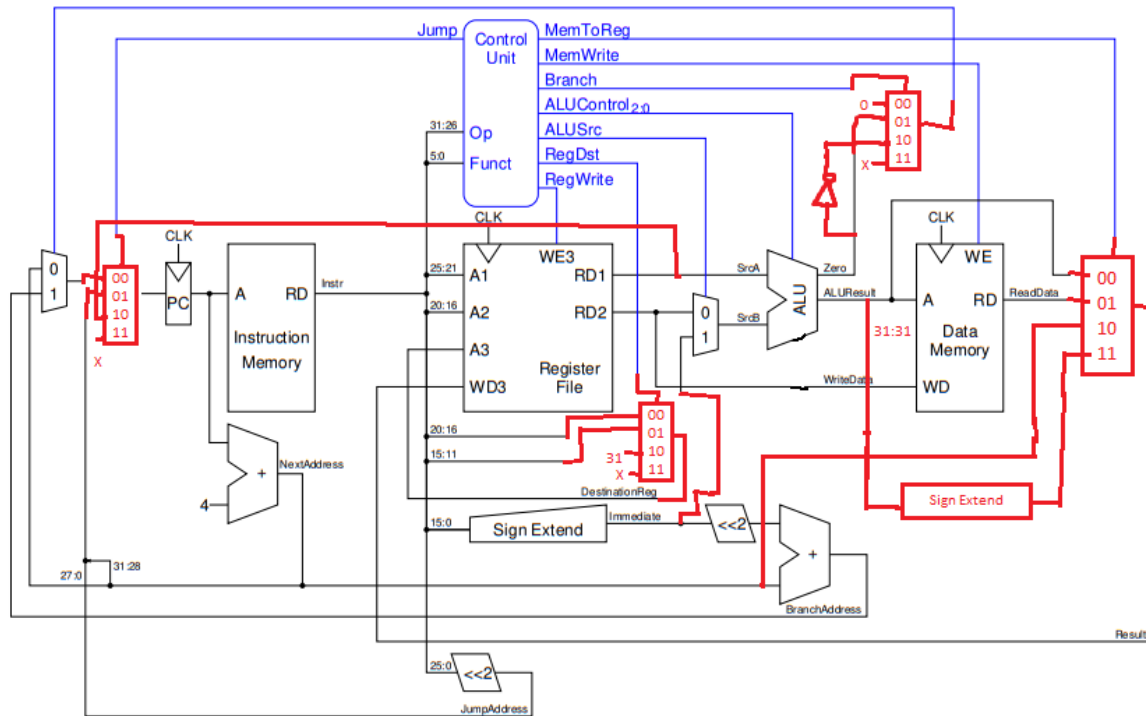 Jump
Control
Unit
MemToReg
MemWrite
Branch
ALUControl 2:0
ALUSrc
RegDst
RegWrite
31:26
Op
5:0
Funct
0
00
01
10
11
X
CLK
0
1
00
01
10
11
X
CLK
PC
A
RD
Instruction
Memory
Instr
25:21
20:16
A1
A2
A3
WD3
CLK
WE3
RD1
RD2
Register
File
0
1
SrcA
SrcB
ALU
Zero
ALUResult
31:31
WriteData
CLK
WE
A
RD
Data
Memory
WD
ReadData
00
01
10
11
20:16
15:11
31
X
00
01
10
11
DestinationReg
+
4
NextAddress
15:0
Sign Extend
Immediate
<<2
+
Sign Extend
27:0
31:28
BranchAddress
Result
25:0
<<2
JumpAddress